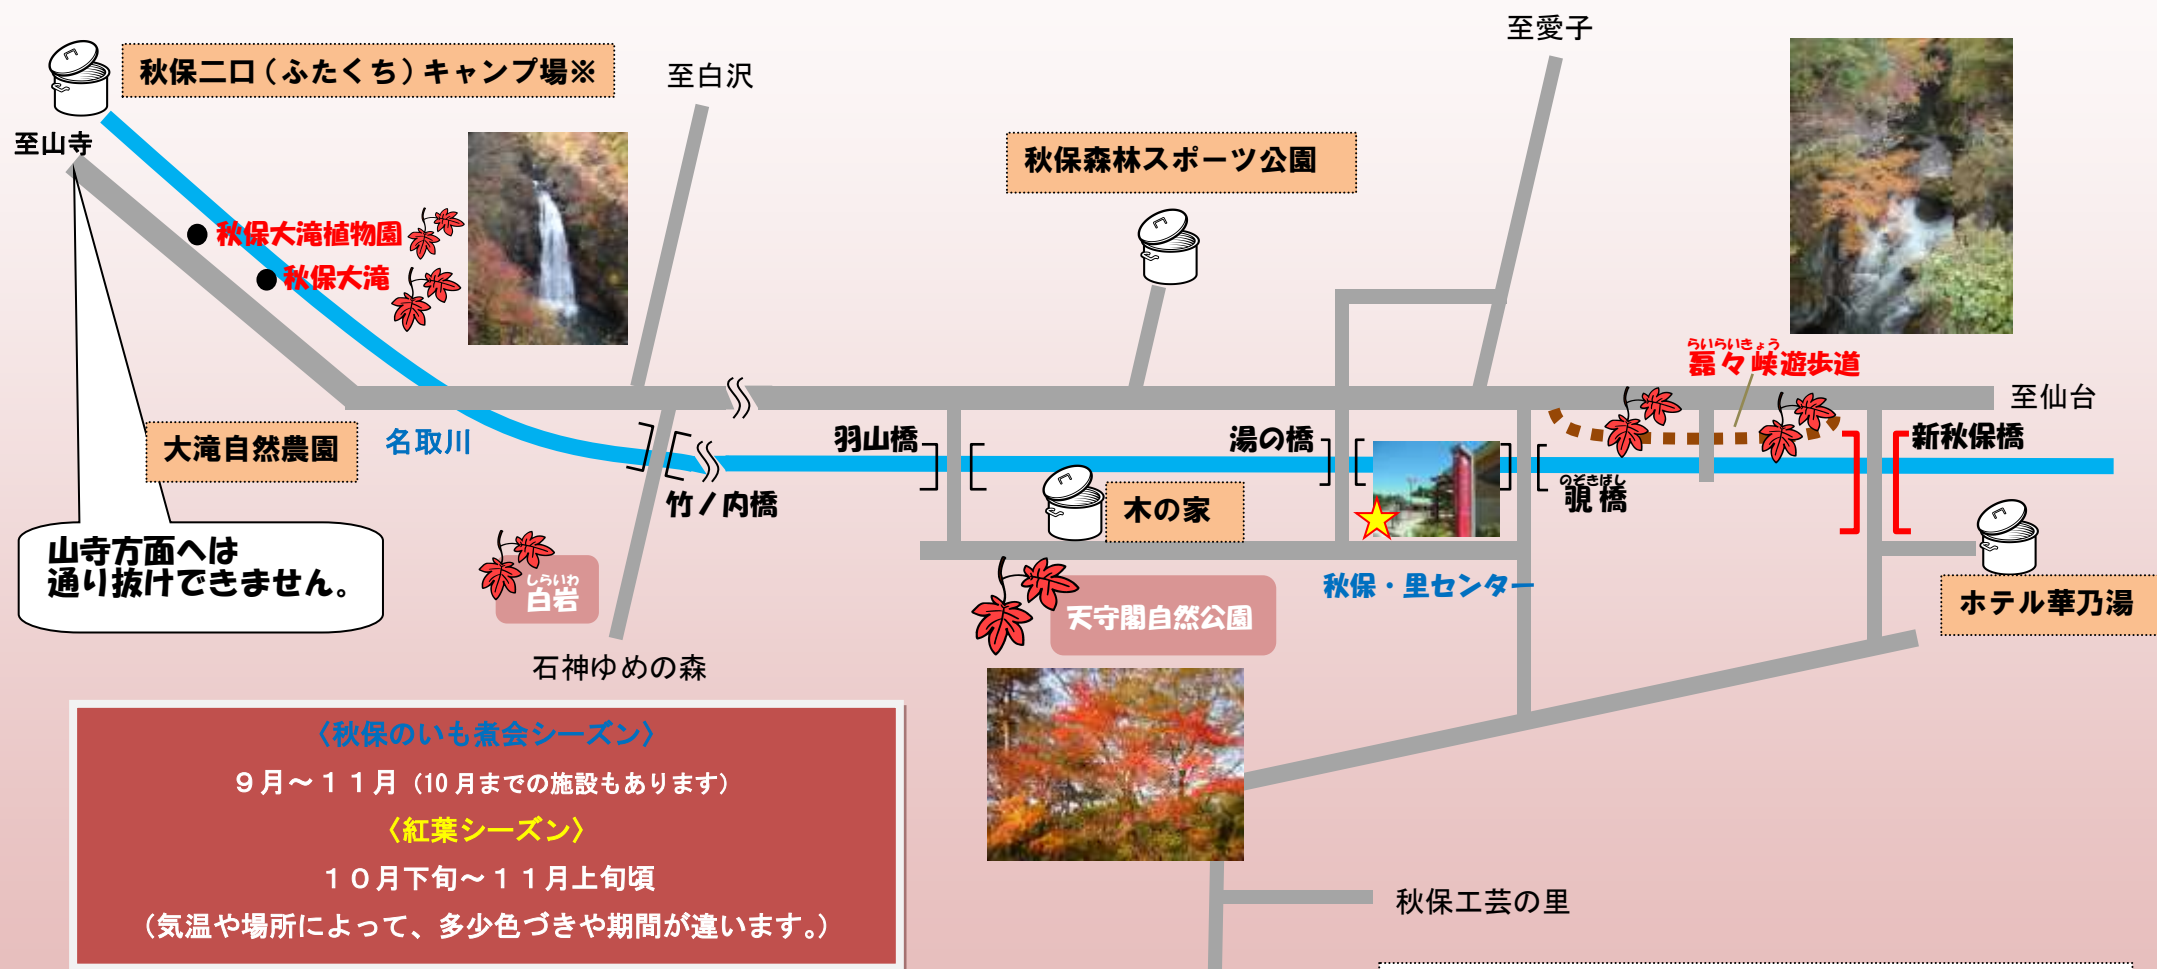 至愛子
秋保二口（ふたくち）キャンプ場※
至白沢
至山寺
秋保森林スポーツ公園
秋保大滝植物園
秋保大滝
らいらいきょう
磊々峡遊歩道
至仙台
大滝自然農園
名取川
羽山橋
湯の橋
新秋保橋
のぞきばし
覗橋
竹ノ内橋
木の家
山寺方面へは
通り抜けできません。
しらいわ
白岩
秋保・里センター
天守閣自然公園
ホテル華乃湯
石神ゆめの森
〈秋保のいも煮会シーズン〉
９月～１１月（10月までの施設もあります）
〈紅葉シーズン〉
１０月下旬～１１月上旬頃
（気温や場所によって、多少色づきや期間が違います。）
秋保工芸の里